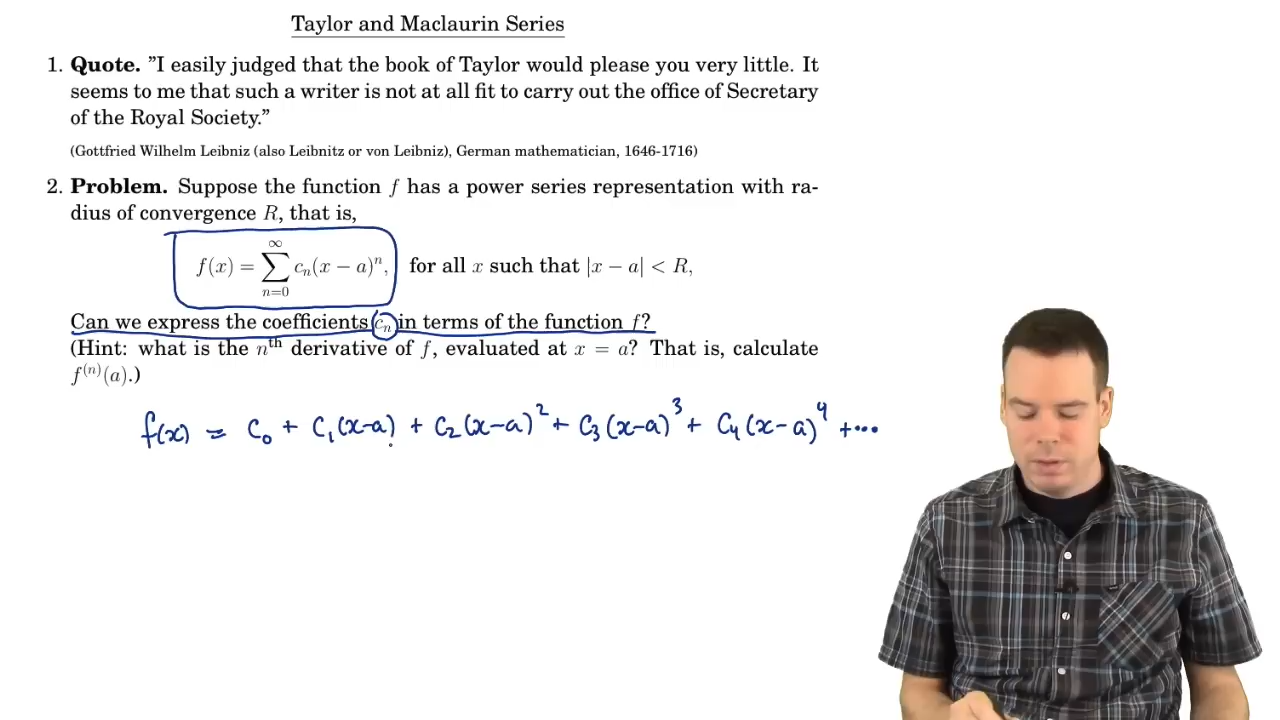 Taylor and Maclaurin Series
1. Quote. ”I easily judged that the book of Taylor would please you very little. It
seems to me that such a writer is not at all fit to carry out the office of Secretary
of the Royal Society.”
(Gottfried Wilhelm Leibniz (also Leibnitz or von Leibniz), German mathematician, 1646-1716)
2. Problem. Suppose the function f has a power series representation with ra-
dius of convergence R, that is,
f(x) = ∑_{n=0}^{∞} c_n(x − a)^n, for all x such that |x − a| < R,
Can we express the coefficients c_n in terms of the function f?
(Hint: what is the n^th derivative of f, evaluated at x = a? That is, calculate
f^(n)(a).)
f(x) = c_0 + c_1(x-a) + c_2(x-a)^2 + c_3(x-a)^3 + c_4(x-a)^4 + ...